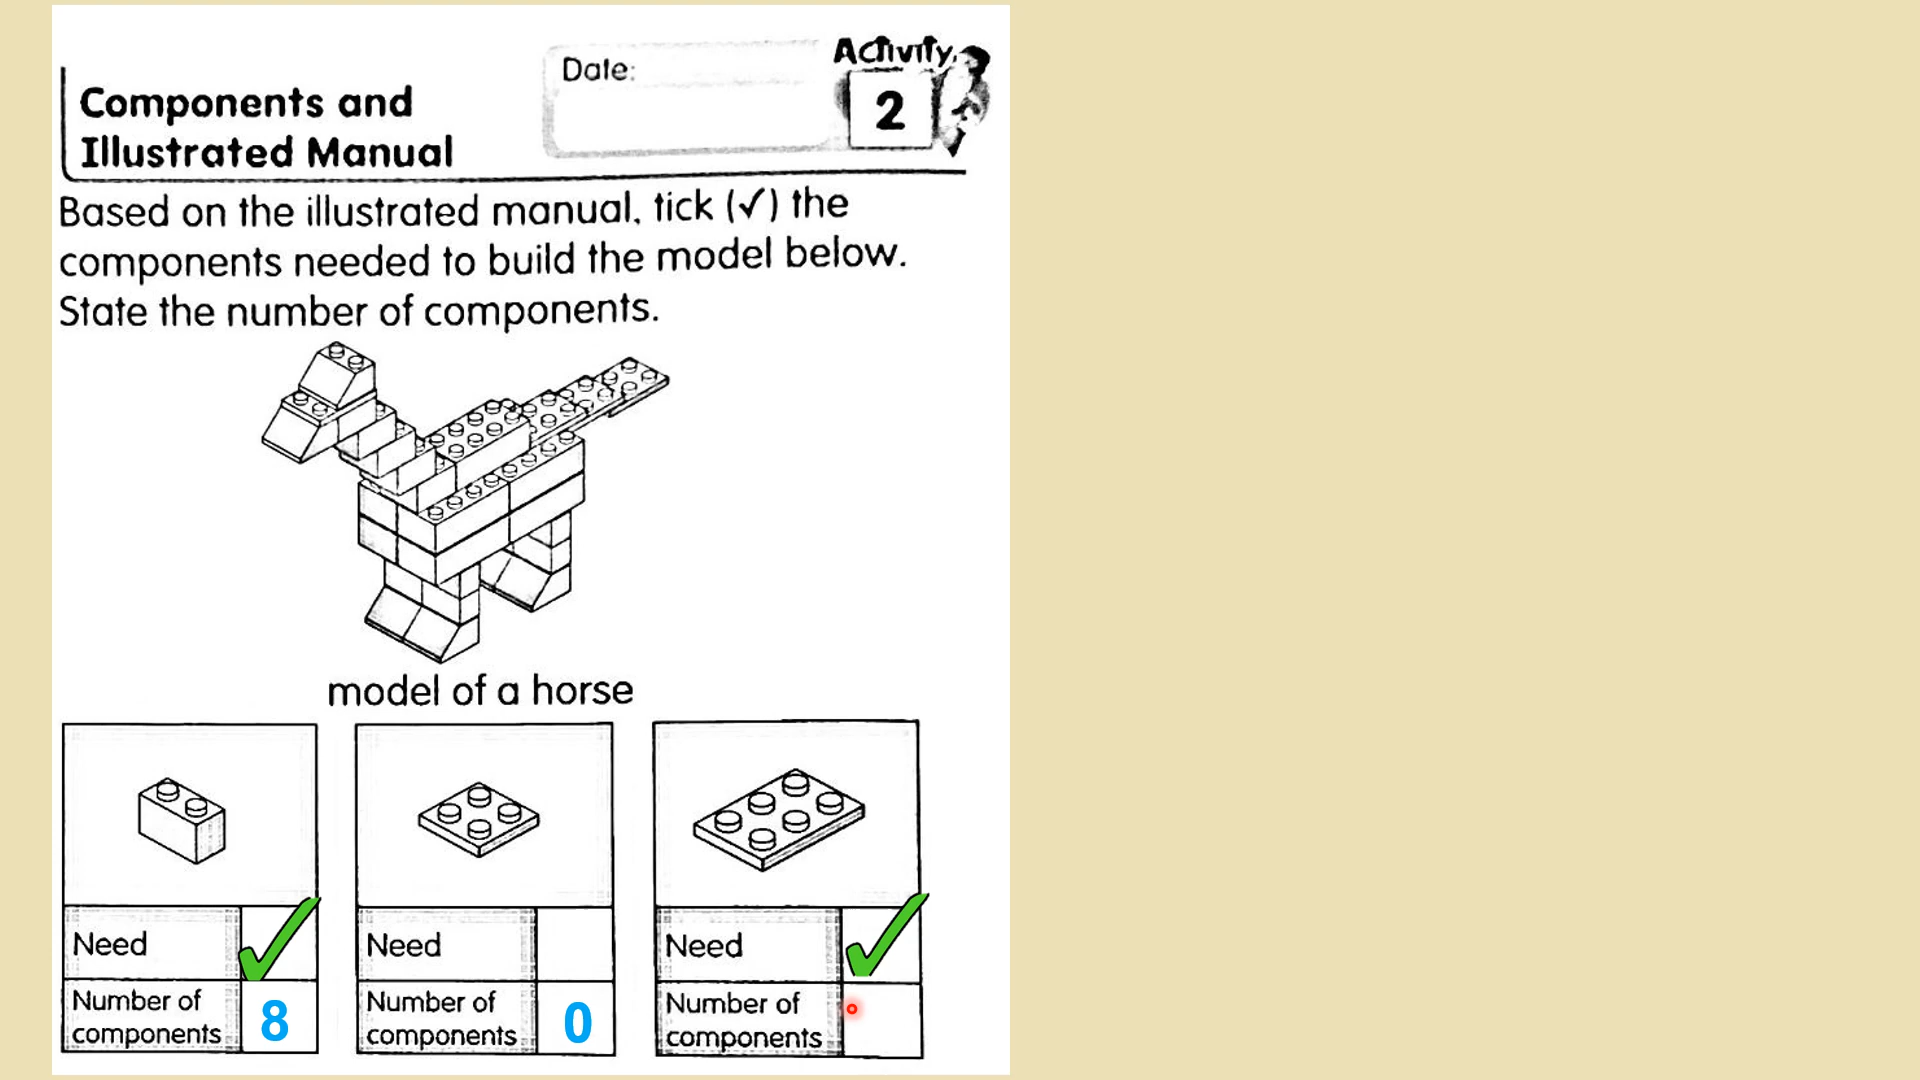 Activity
Date:
2
Components and
Illustrated Manual
Based on the illustrated manual, tick (✓) the
components needed to build the model below.
State the number of components.
model of a horse
Need ✓
Number of
components 8
Need
Number of
components 0
Need ✓
Number of
components